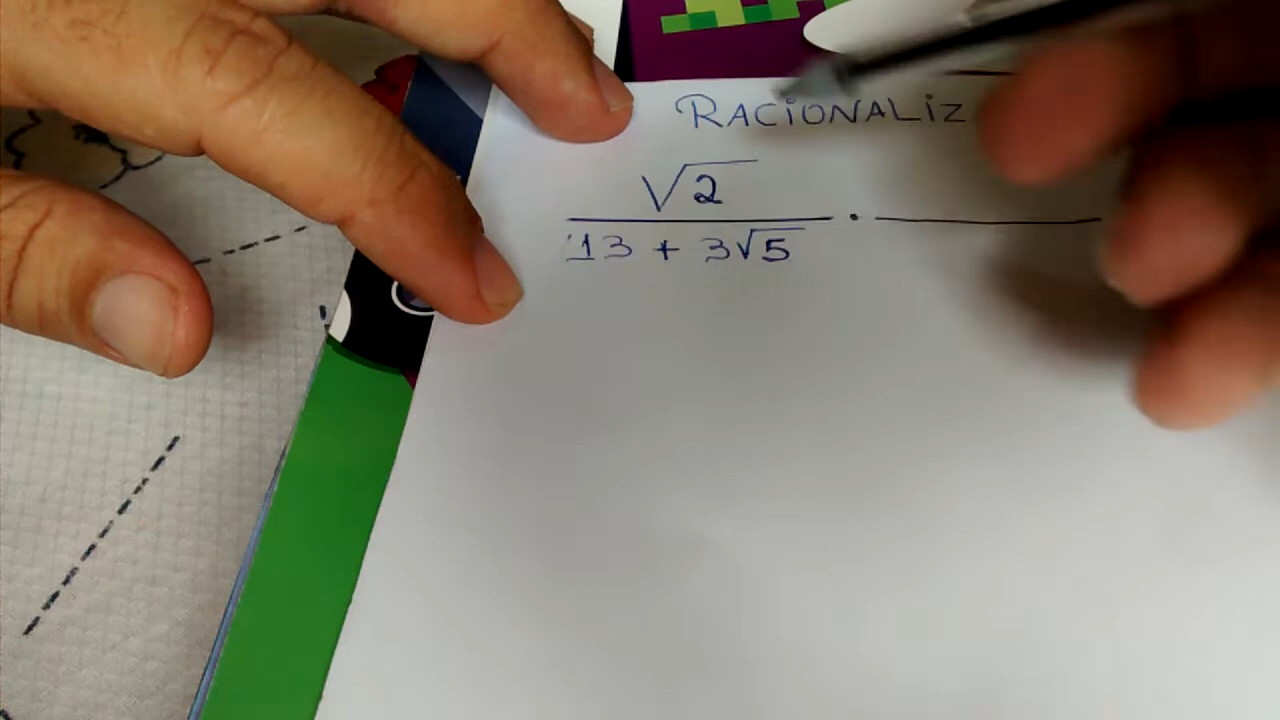 RACIONALIZ
√2
13 + 3√5 ·